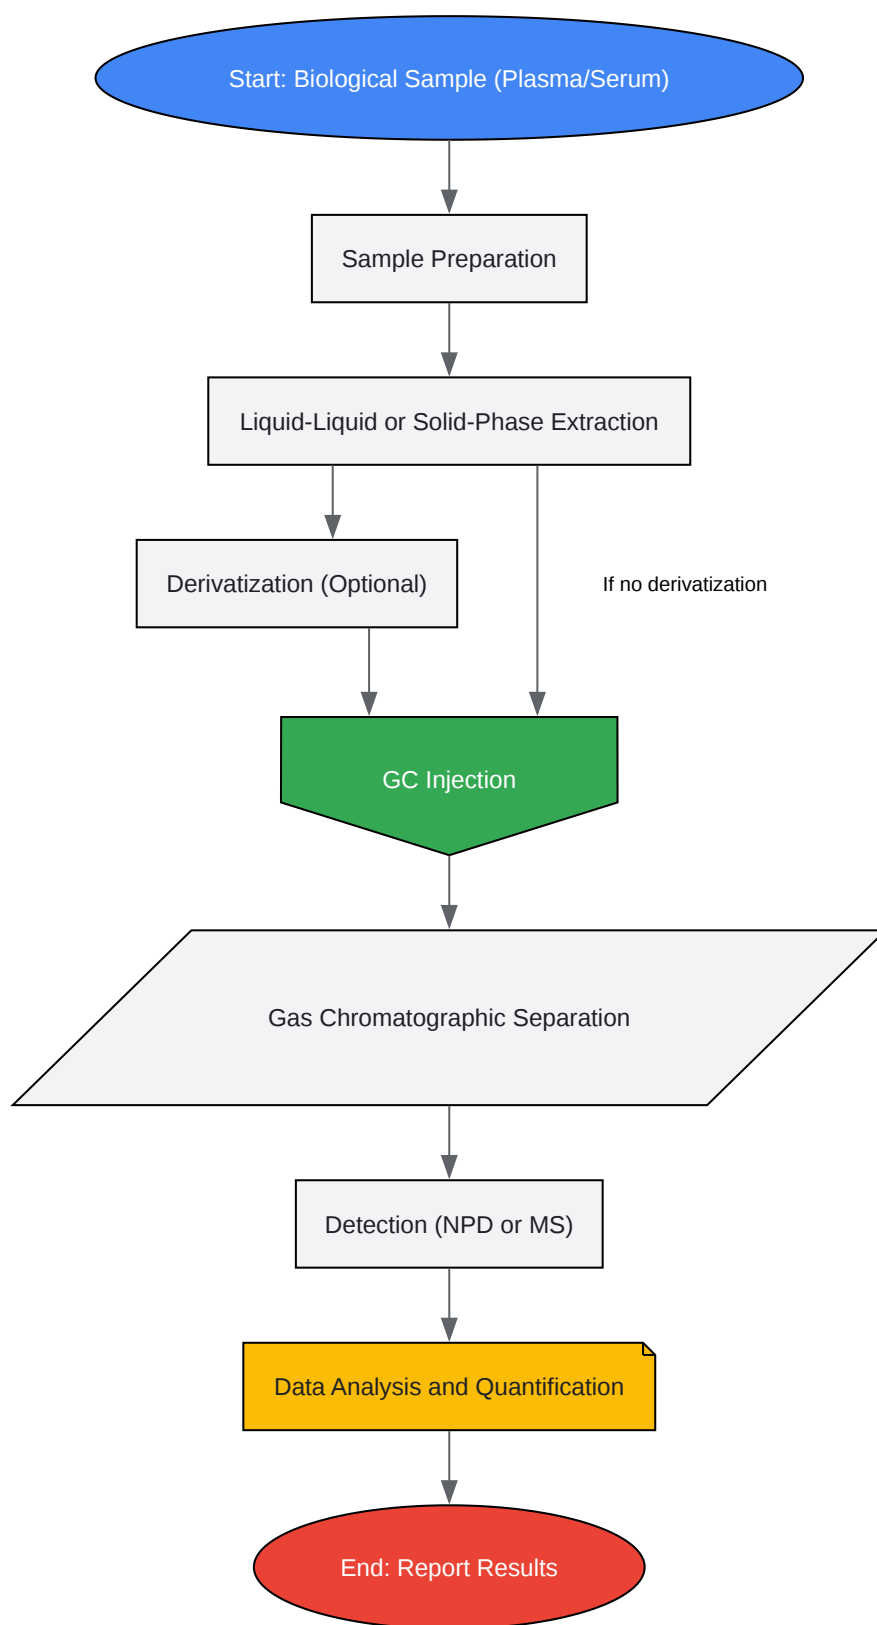 Start: Biological Sample (Plasma/Serum)
Sample Preparation
Liquid-Liquid or Solid-Phase Extraction
Derivatization (Optional)
If no derivatization
GC Injection
Gas Chromatographic Separation
Detection (NPD or MS)
Data Analysis and Quantification
End: Report Results